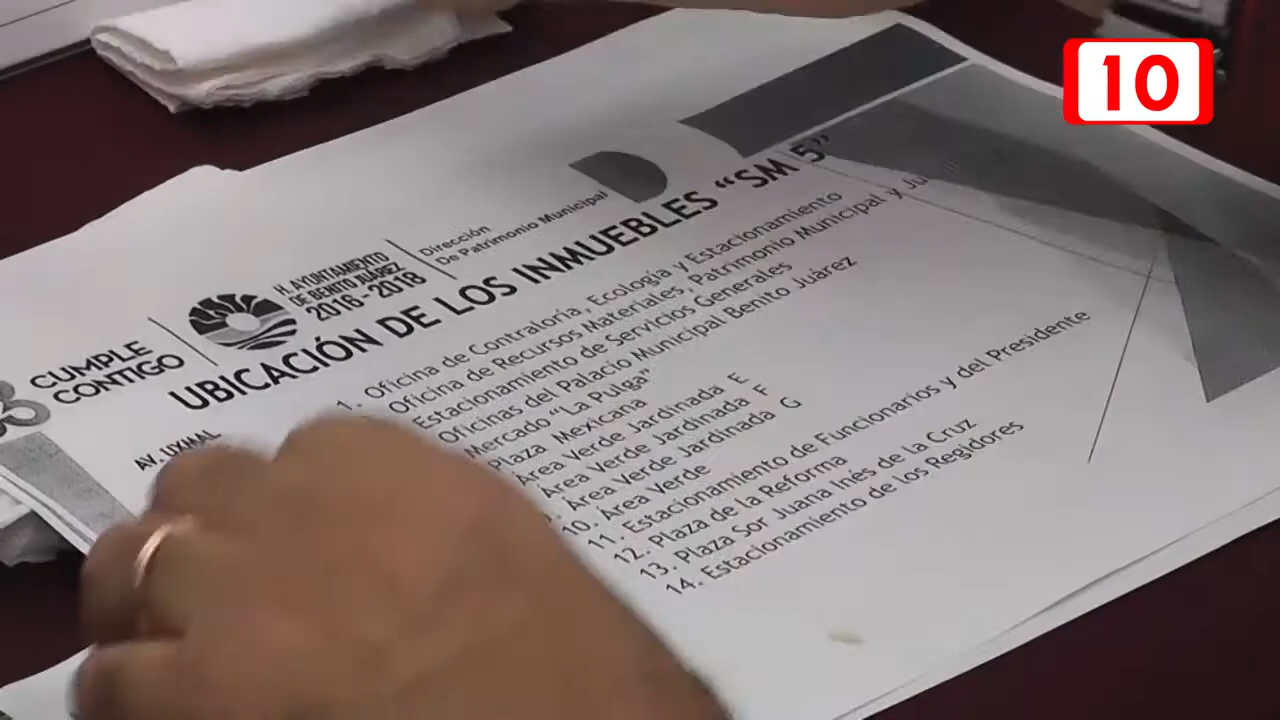 10
CUMPLE
CONTIGO
H. AYUNTAMIENTO
DE BENITO JUÁREZ
2016 - 2018
Dirección
De Patrimonio Municipal
UBICACIÓN DE LOS INMUEBLES “SM 5”
AV. UXMAL
1. Oficina de Contraloría, Ecología y Estacionamiento
Oficina de Recursos Materiales, Patrimonio Municipal y
Estacionamiento de Servicios Generales
Oficinas del Palacio Municipal Benito Juárez
Mercado “La Pulga”
Plaza Mexicana
Área Verde Jardinada E
Área Verde Jardinada F
Área Verde Jardinada G
10. Área Verde
11. Estacionamiento de Funcionarios y del Presidente
12. Plaza de la Reforma
13. Plaza Sor Juana Inés de la Cruz
14. Estacionamiento de los Regidores